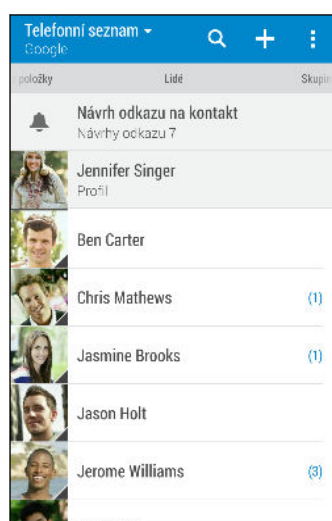 Telefonní seznam
Google
položky Lidé Skupin
Návrh odkazu na kontakt
Návrhy odkazu 7
Jennifer Singer
Profil
Ben Carter
Chris Mathews (1)
Jasmine Brooks (1)
Jason Holt
Jerome Williams (3)